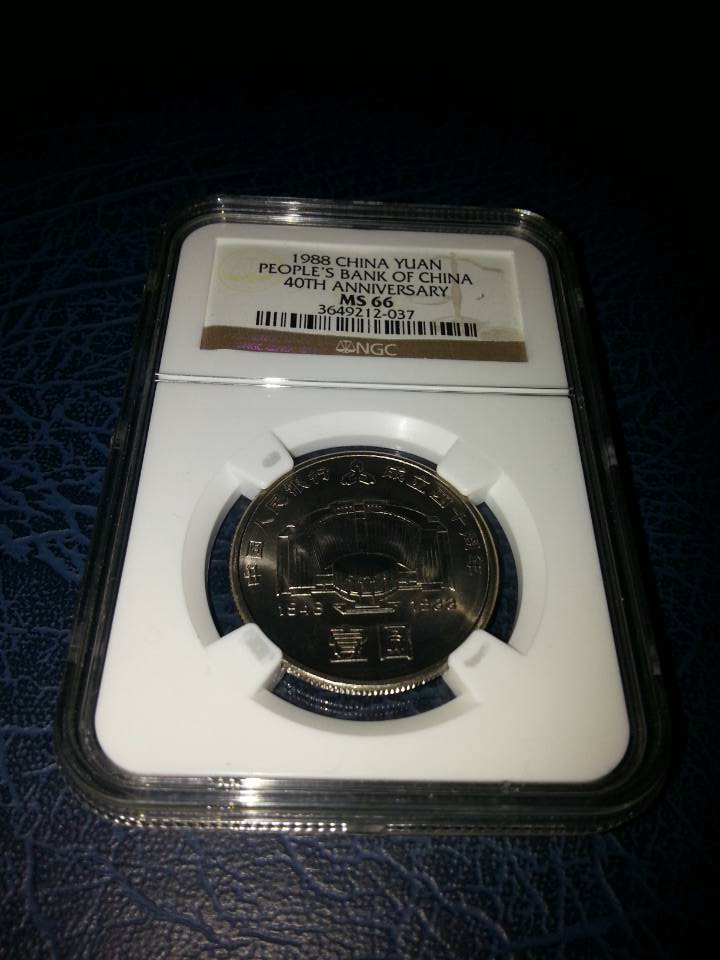 1988 CHINA YUAN
PEOPLE'S BANK OF CHINA
40TH ANNIVERSARY
MS 66
3649212-037
NGC
中国人民银行 成立四十周年
1948 1988
壹圆